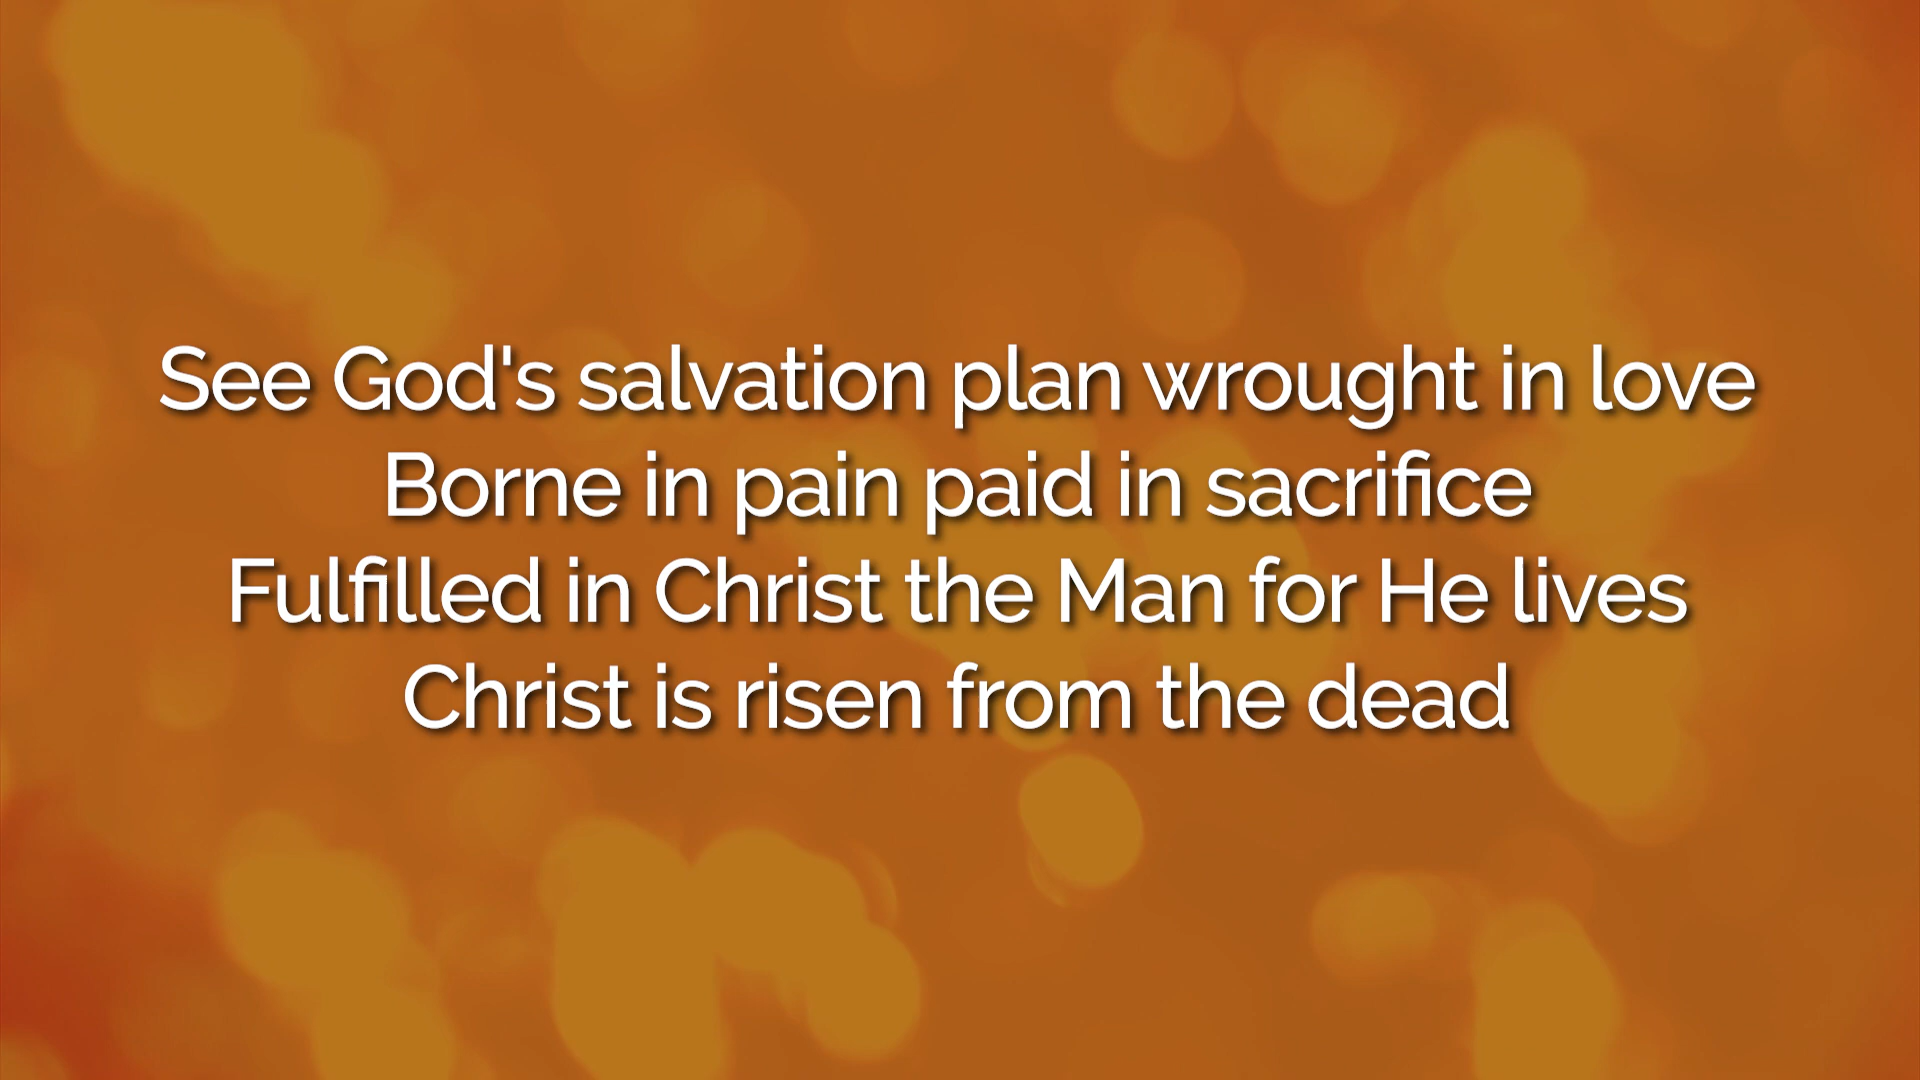 See God's salvation plan wrought in love
Borne in pain paid in sacrifice
Fulfilled in Christ the Man for He lives
Christ is risen from the dead